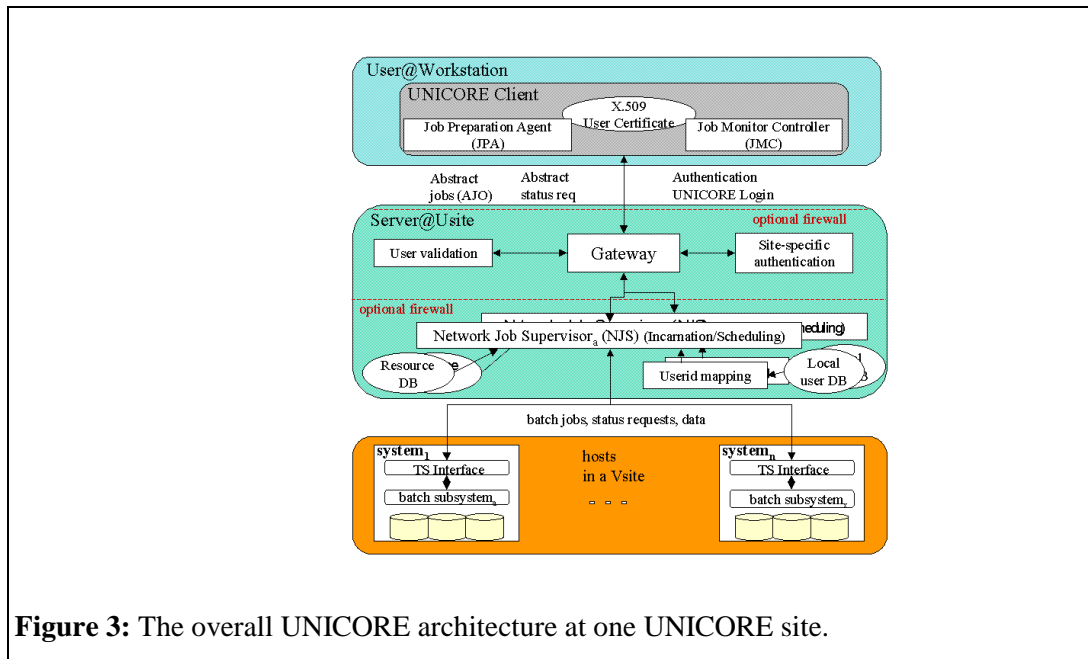 User@Workstation
UNICORE Client
X.509
User Certificate
Job Preparation Agent
(JPA)
Job Monitor Controller
(JMC)
Abstract
jobs (AJO)
Abstract
status req
Authentication
UNICORE Login
Server@Usite
optional firewall
User validation
Gateway
Site-specific
authentication
optional firewall
Network Job Supervisorₐ (NJS) (Incarnation/Scheduling)
Resource
DB
Userid mapping
Local
user DB
batch jobs, status requests, data
system₁
TS Interface
batch subsystem
hosts
in a Vsite
- - -
systemₙ
TS Interface
batch subsystem
Figure 3: The overall UNICORE architecture at one UNICORE site.